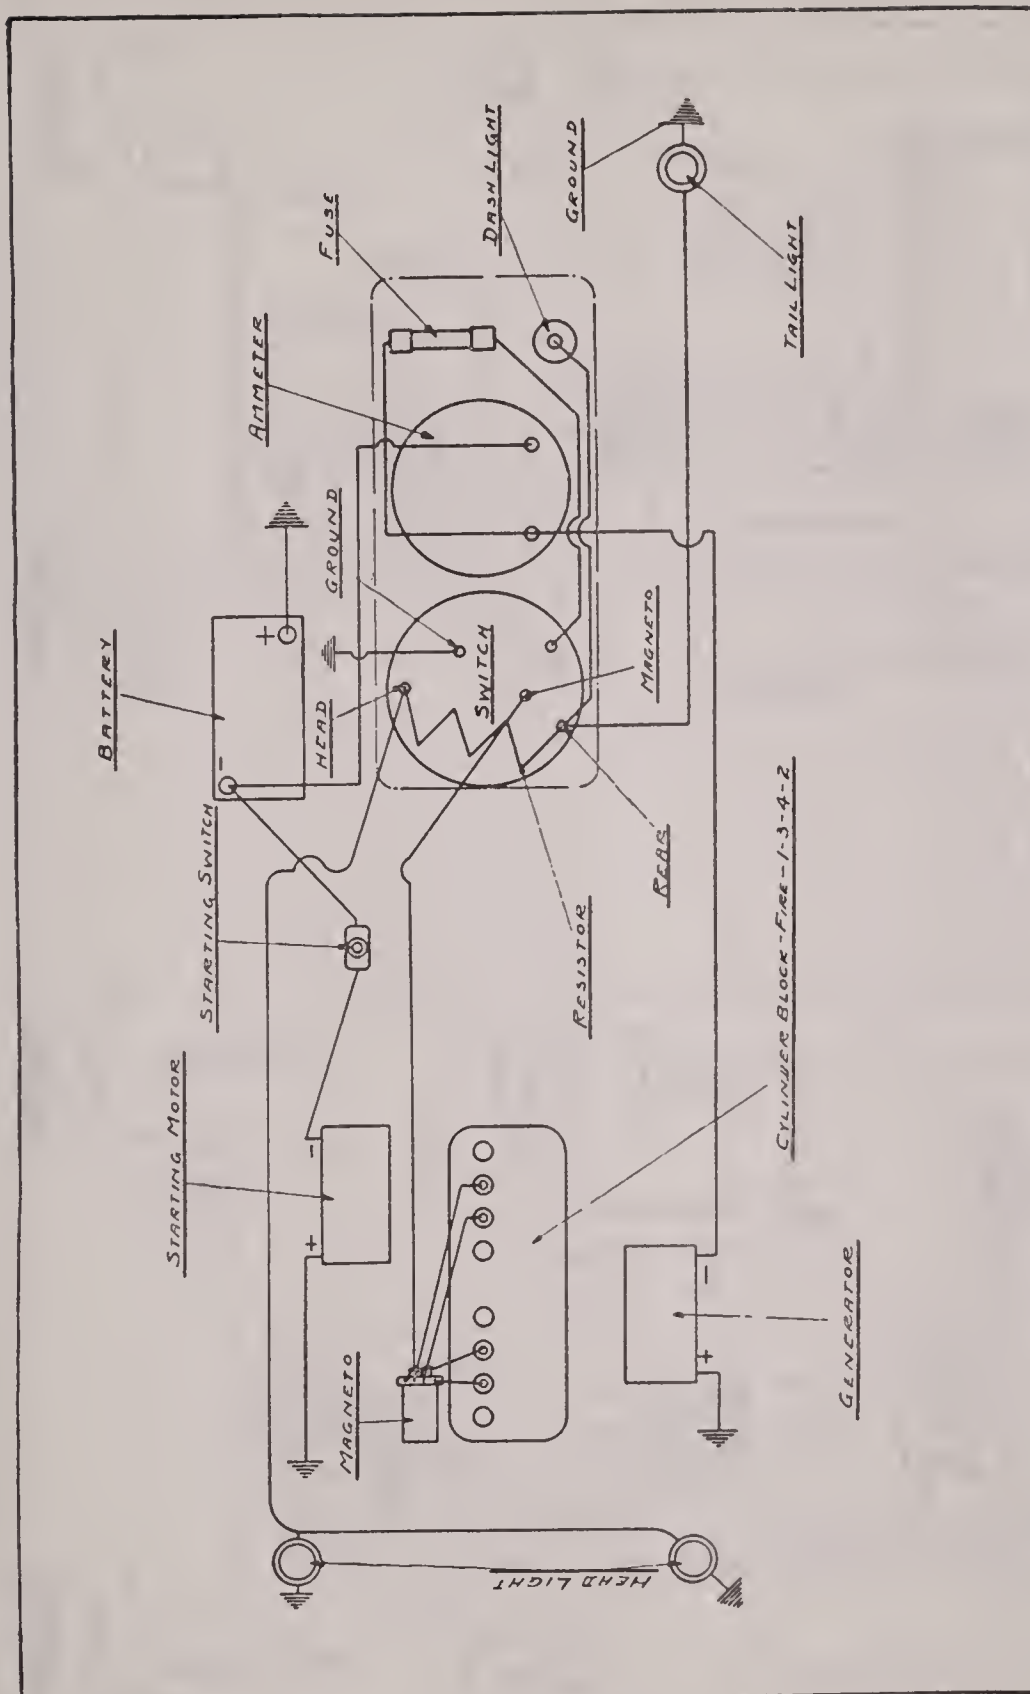 BATTERY
+
-
STARTING SWITCH
STARTING MOTOR
-
+
MAGNETO
HEAD LIGHT
HEAD
GROUND
AMMETER
FUSE
DASH LIGHT
GROUND
TAIL LIGHT
SWITCH
MAGNETO
REAR
RESISTOR
CYLINDER BLOCK-FIRE-1-3-4-2
GENERATOR
-
+